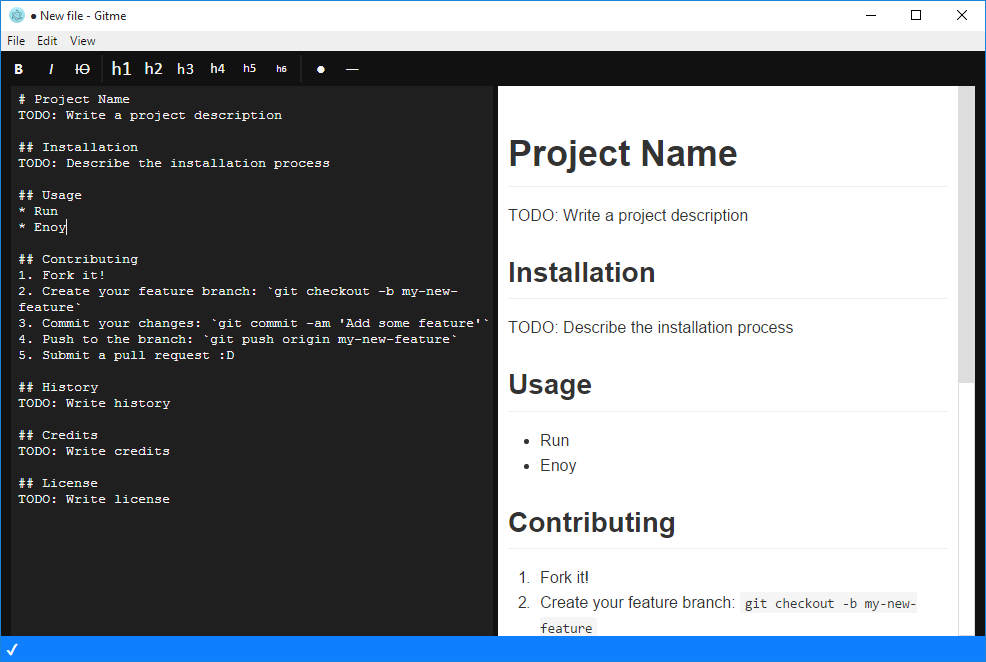 ● New file - Gitme
File Edit View
B I IO h1 h2 h3 h4 h5 h6 ● —
# Project Name
TODO: Write a project description
## Installation
TODO: Describe the installation process
## Usage
* Run
* Enoy
## Contributing
1. Fork it!
2. Create your feature branch: `git checkout -b my-new-
feature`
3. Commit your changes: `git commit -am 'Add some feature'`
4. Push to the branch: `git push origin my-new-feature`
5. Submit a pull request :D
## History
TODO: Write history
## Credits
TODO: Write credits
## License
TODO: Write license
Project Name
TODO: Write a project description
Installation
TODO: Describe the installation process
Usage
• Run
• Enoy
Contributing
1. Fork it!
2. Create your feature branch: git checkout -b my-new-
feature